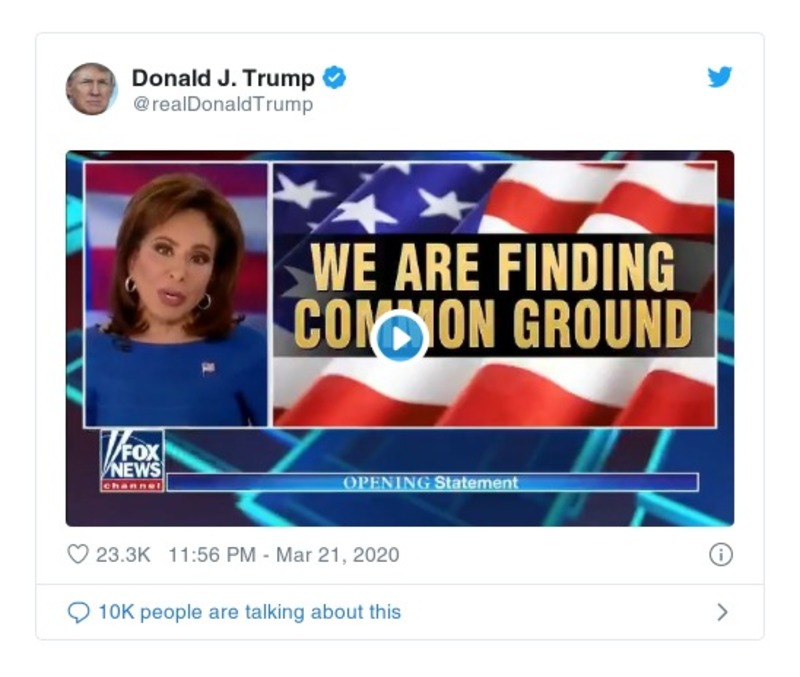 Donald J. Trump
@realDonaldTrump
WE ARE FINDING
COMMON GROUND
FOX
NEWS
channel
OPENING Statement
23.3K 11:56 PM - Mar 21, 2020
10K people are talking about this